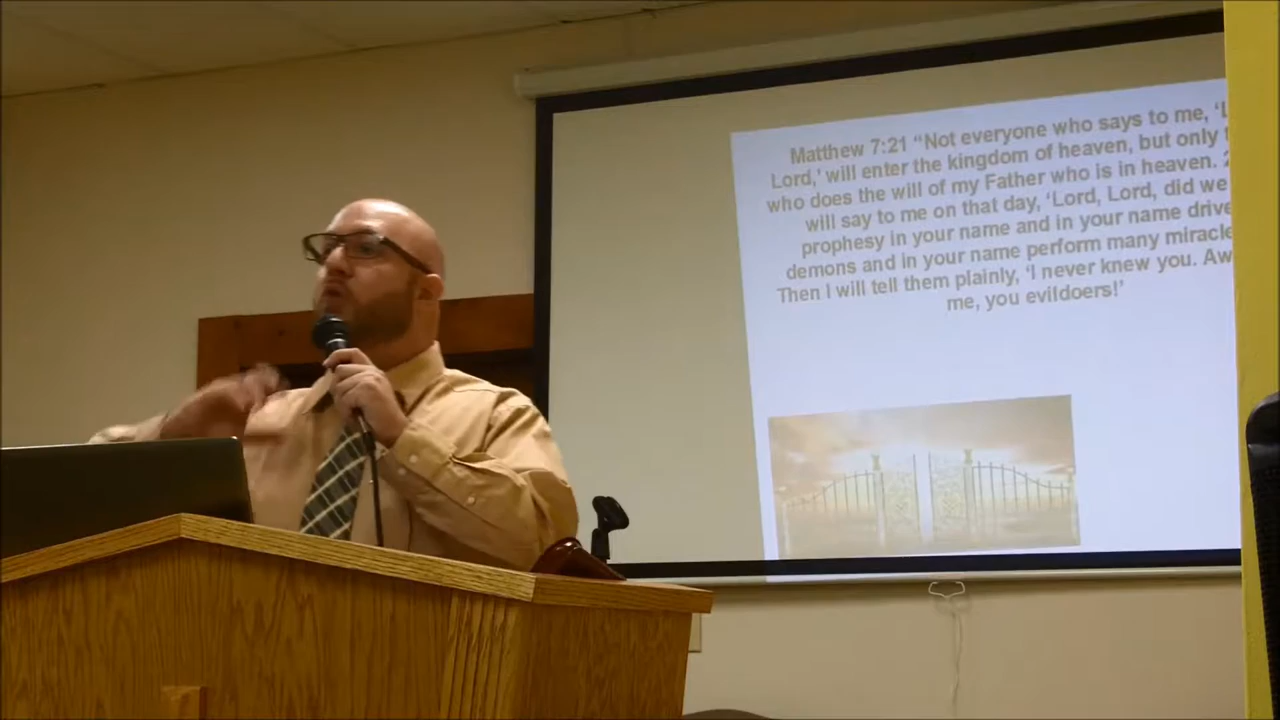 Matthew 7:21 “Not everyone who says to me, ‘L
Lord,’ will enter the kingdom of heaven, but only
who does the will of my Father who is in heaven.
will say to me on that day, ‘Lord, Lord, did we
prophesy in your name and in your name drive
demons and in your name perform many miracle
Then I will tell them plainly, ‘I never knew you. Aw
me, you evildoers!’